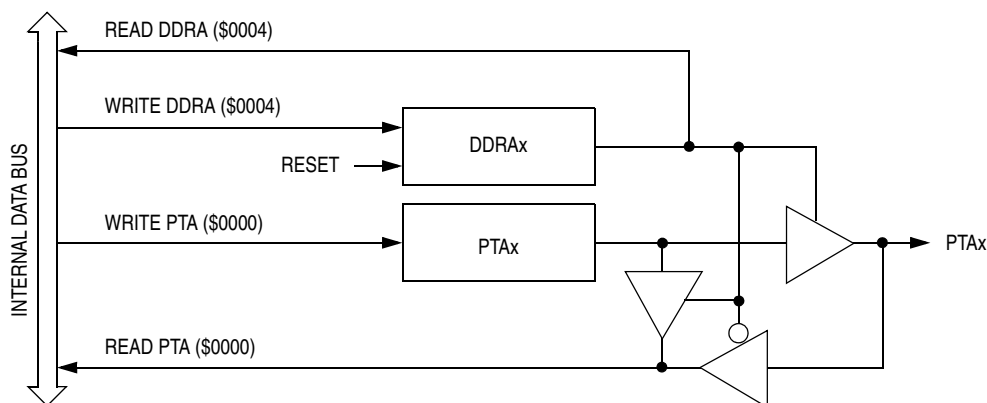 READ DDRA ($0004)
WRITE DDRA ($0004)
DDRAx
RESET
INTERNAL DATA BUS
WRITE PTA ($0000)
PTAx
PTAx
READ PTA ($0000)